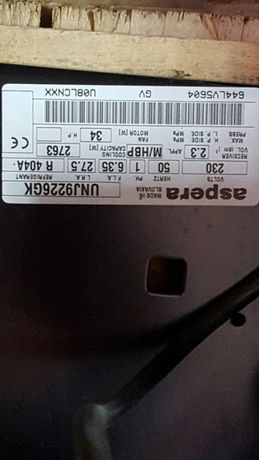 aspera
MADE IN
SLOVAKIA
UNJ9226GK
VOLTS HERTZ PH F.L.A. L.R.A. REFRIGERANT
230 50 1 6.35 27.5 R 404A
RECEIVER
VOL. (dm³) APPL. COOLING
CAPACITY [W]
2.3 M/HBP 2763
MAX H.P. SIDE MPa FAN
PRESS. L.P. SIDE MPa MOTOR [W] 34 H.P.
CE
644LV5604 GV U08LCNXX